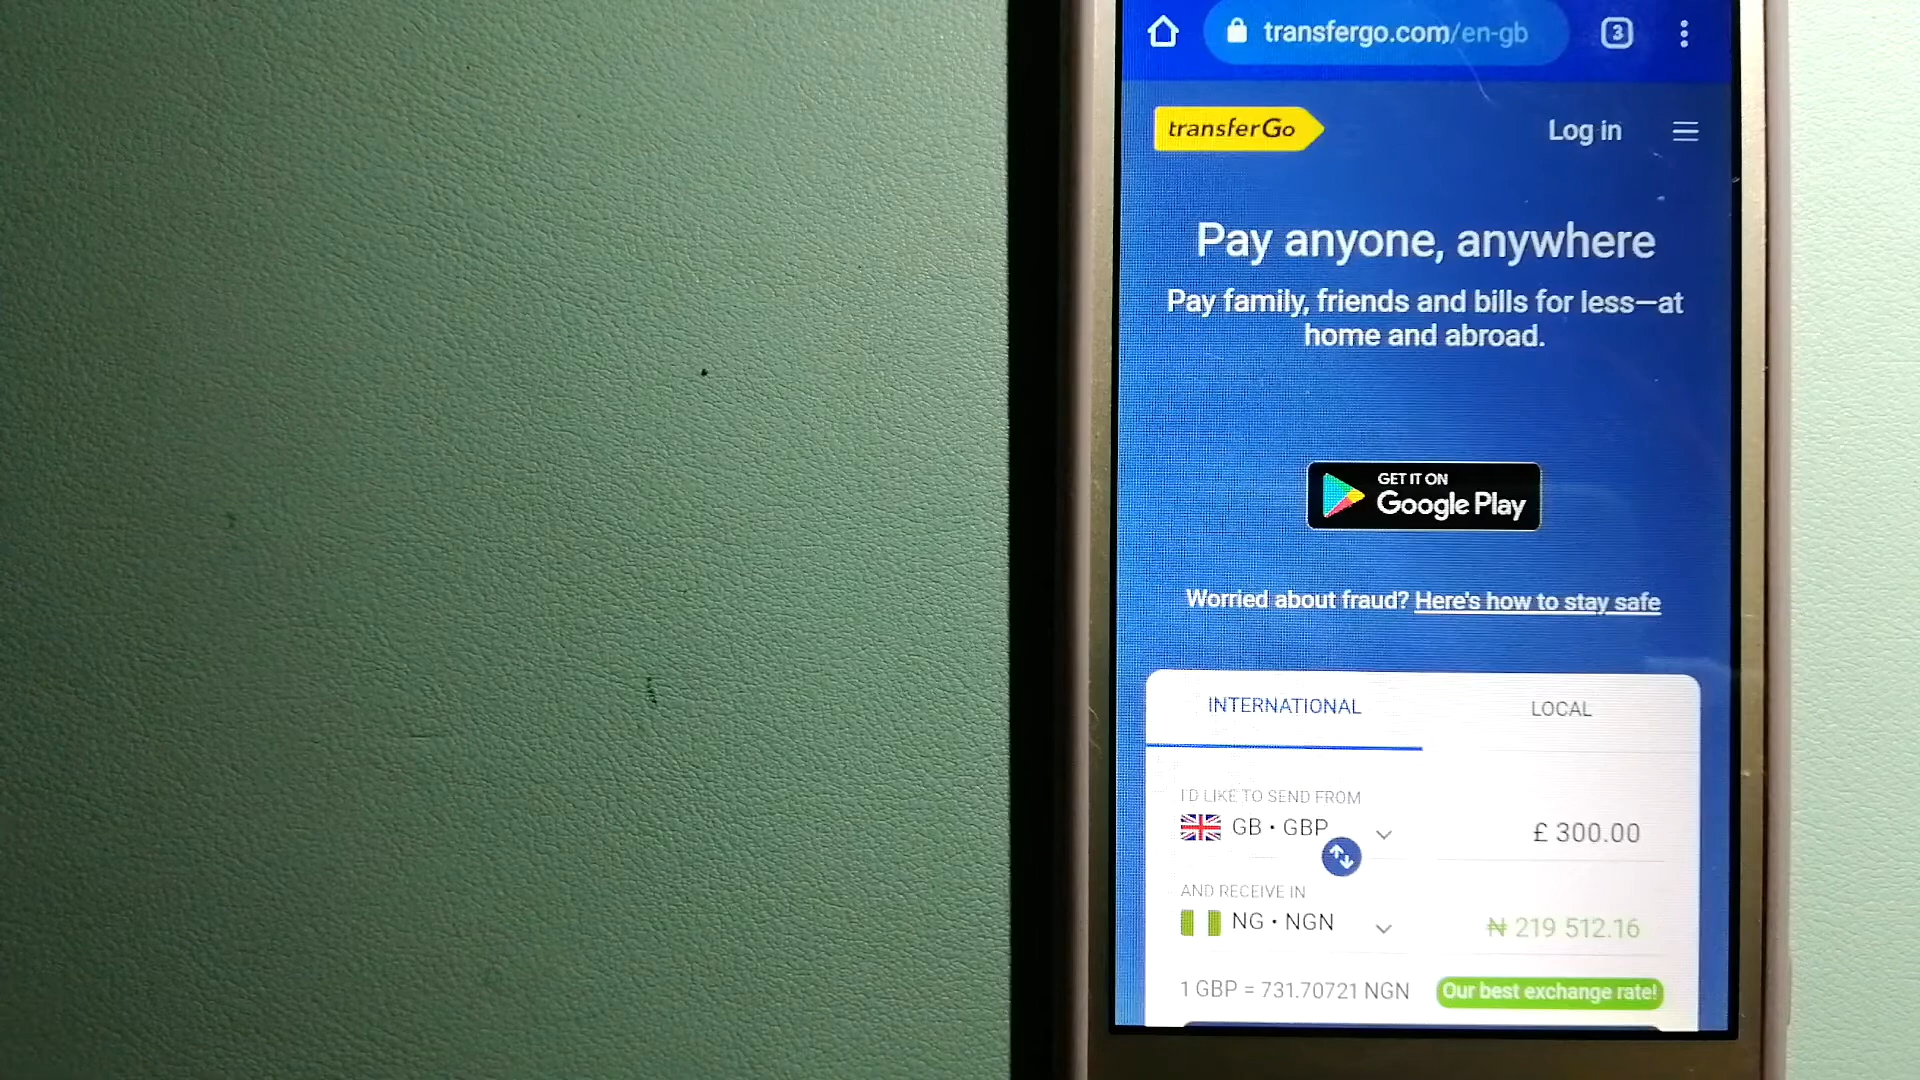 transfergo.com/en-gb
3
transferGo
Log in
Pay anyone, anywhere
Pay family, friends and bills for less—at
home and abroad.
GET IT ON
Google Play
Worried about fraud? Here's how to stay safe
INTERNATIONAL
LOCAL
I'D LIKE TO SEND FROM
GB • GBP
£ 300.00
AND RECEIVE IN
NG • NGN
₦ 219 512.16
1 GBP = 731.70721 NGN
Our best exchange rate!